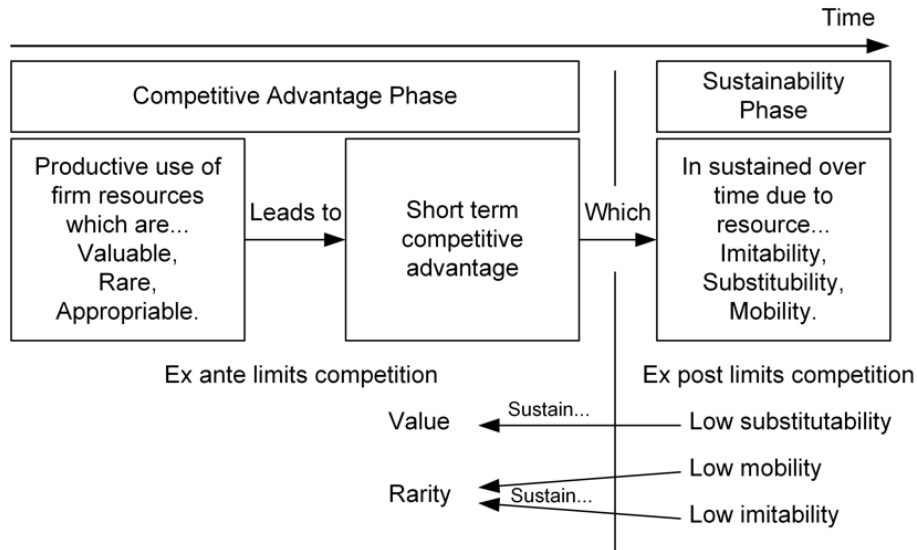 Time
Competitive Advantage Phase
Sustainability
Phase
Productive use of
firm resources
which are...
Valuable,
Rare,
Appropriable.
Leads to
Short term
competitive
advantage
Which
In sustained over
time due to
resource...
Imitability,
Substitubility,
Mobility.
Ex ante limits competition
Ex post limits competition
Value
Sustain...
Low substitutability
Low mobility
Rarity
Sustain...
Low imitability